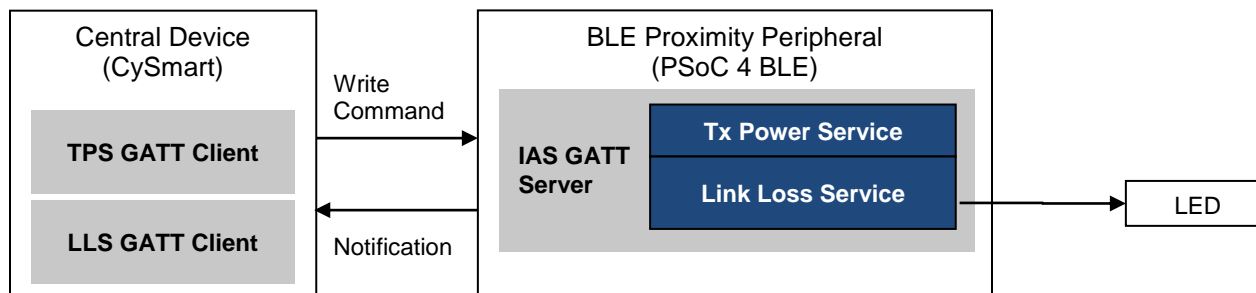 Central Device
(CySmart)
TPS GATT Client
LLS GATT Client
Write
Command
Notification
BLE Proximity Peripheral
(PSoC 4 BLE)
IAS GATT
Server
Tx Power Service
Link Loss Service
LED